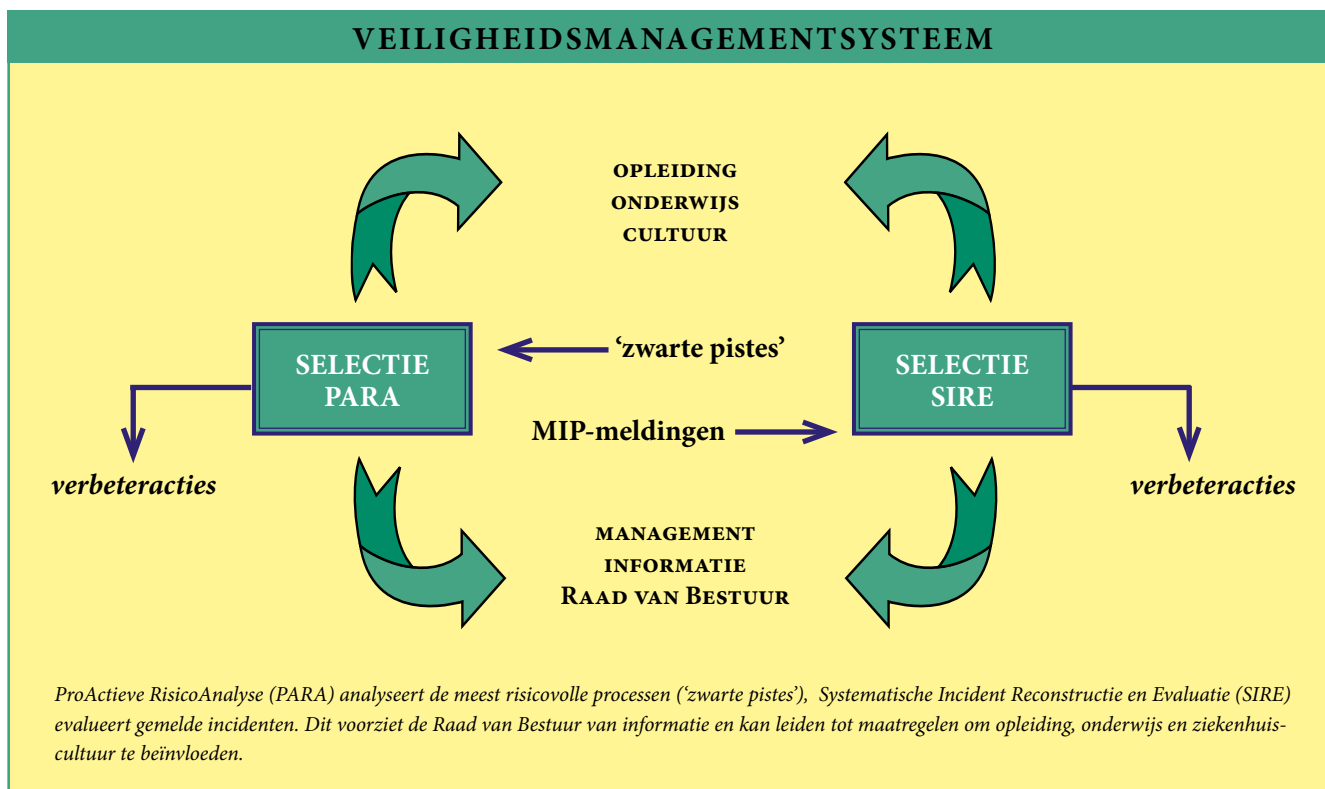 VEILIGHEIDSMANAGEMENTSYSTEEM
OPLEIDING
ONDERWIJS
CULTUUR
SELECTIE
PARA
‘zwarte pistes’
SELECTIE
SIRE
MIP-meldingen
verbeteracties
verbeteracties
MANAGEMENT
INFORMATIE
RAAD VAN BESTUUR
ProActieve RisicoAnalyse (PARA) analyseert de meest risicovolle processen (‘zwarte pistes’), Systematische Incident Reconstructie en Evaluatie (SIRE)
evalueert gemelde incidenten. Dit voorziet de Raad van Bestuur van informatie en kan leiden tot maatregelen om opleiding, onderwijs en ziekenhuis-
cultuur te beïnvloeden.